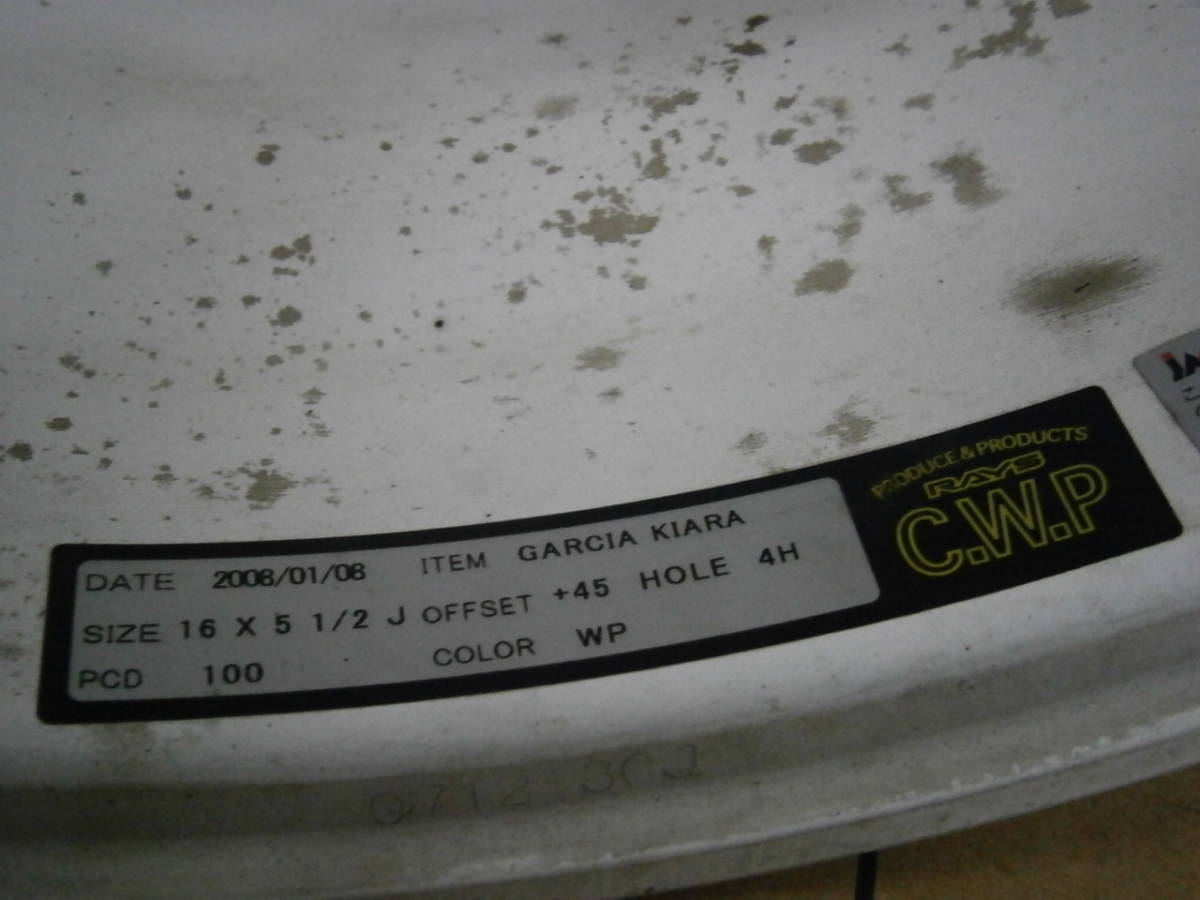 DATE 2008/01/08 ITEM GARCIA KIARA
SIZE 16 X 5 1/2 J OFFSET +45 HOLE 4H
PCD 100 COLOR WP
PRODUCE & PRODUCTS
RAYS
C.W.P
0712